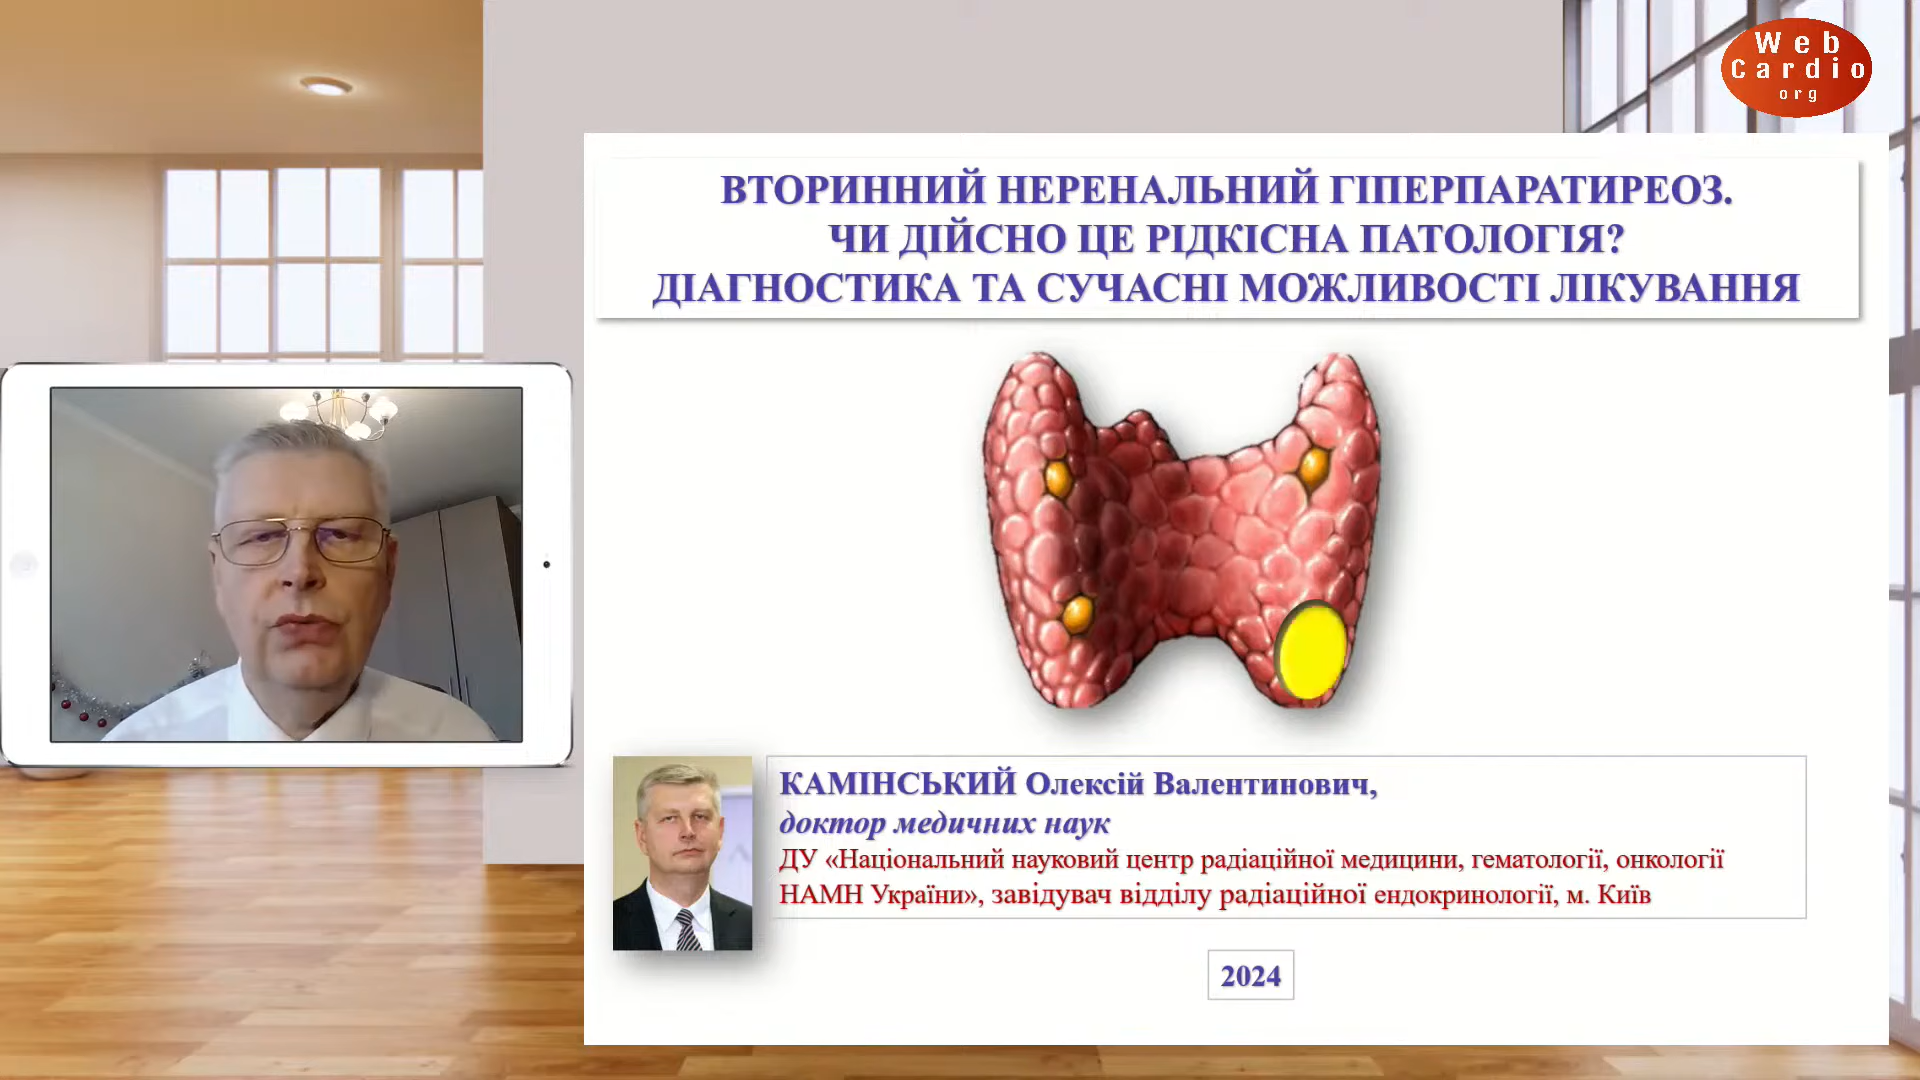 Web
Cardio
org
ВТОРИННИЙ НЕРЕНАЛЬНИЙ ГІПЕРПАРАТИРЕОЗ.
ЧИ ДІЙСНО ЦЕ РІДКІСНА ПАТОЛОГІЯ?
ДІАГНОСТИКА ТА СУЧАСНІ МОЖЛИВОСТІ ЛІКУВАННЯ
КАМІНСЬКИЙ Олексій Валентинович,
доктор медичних наук
ДУ «Національний науковий центр радіаційної медицини, гематології, онкології
НАМН України», завідувач відділу радіаційної ендокринології, м. Київ
2024